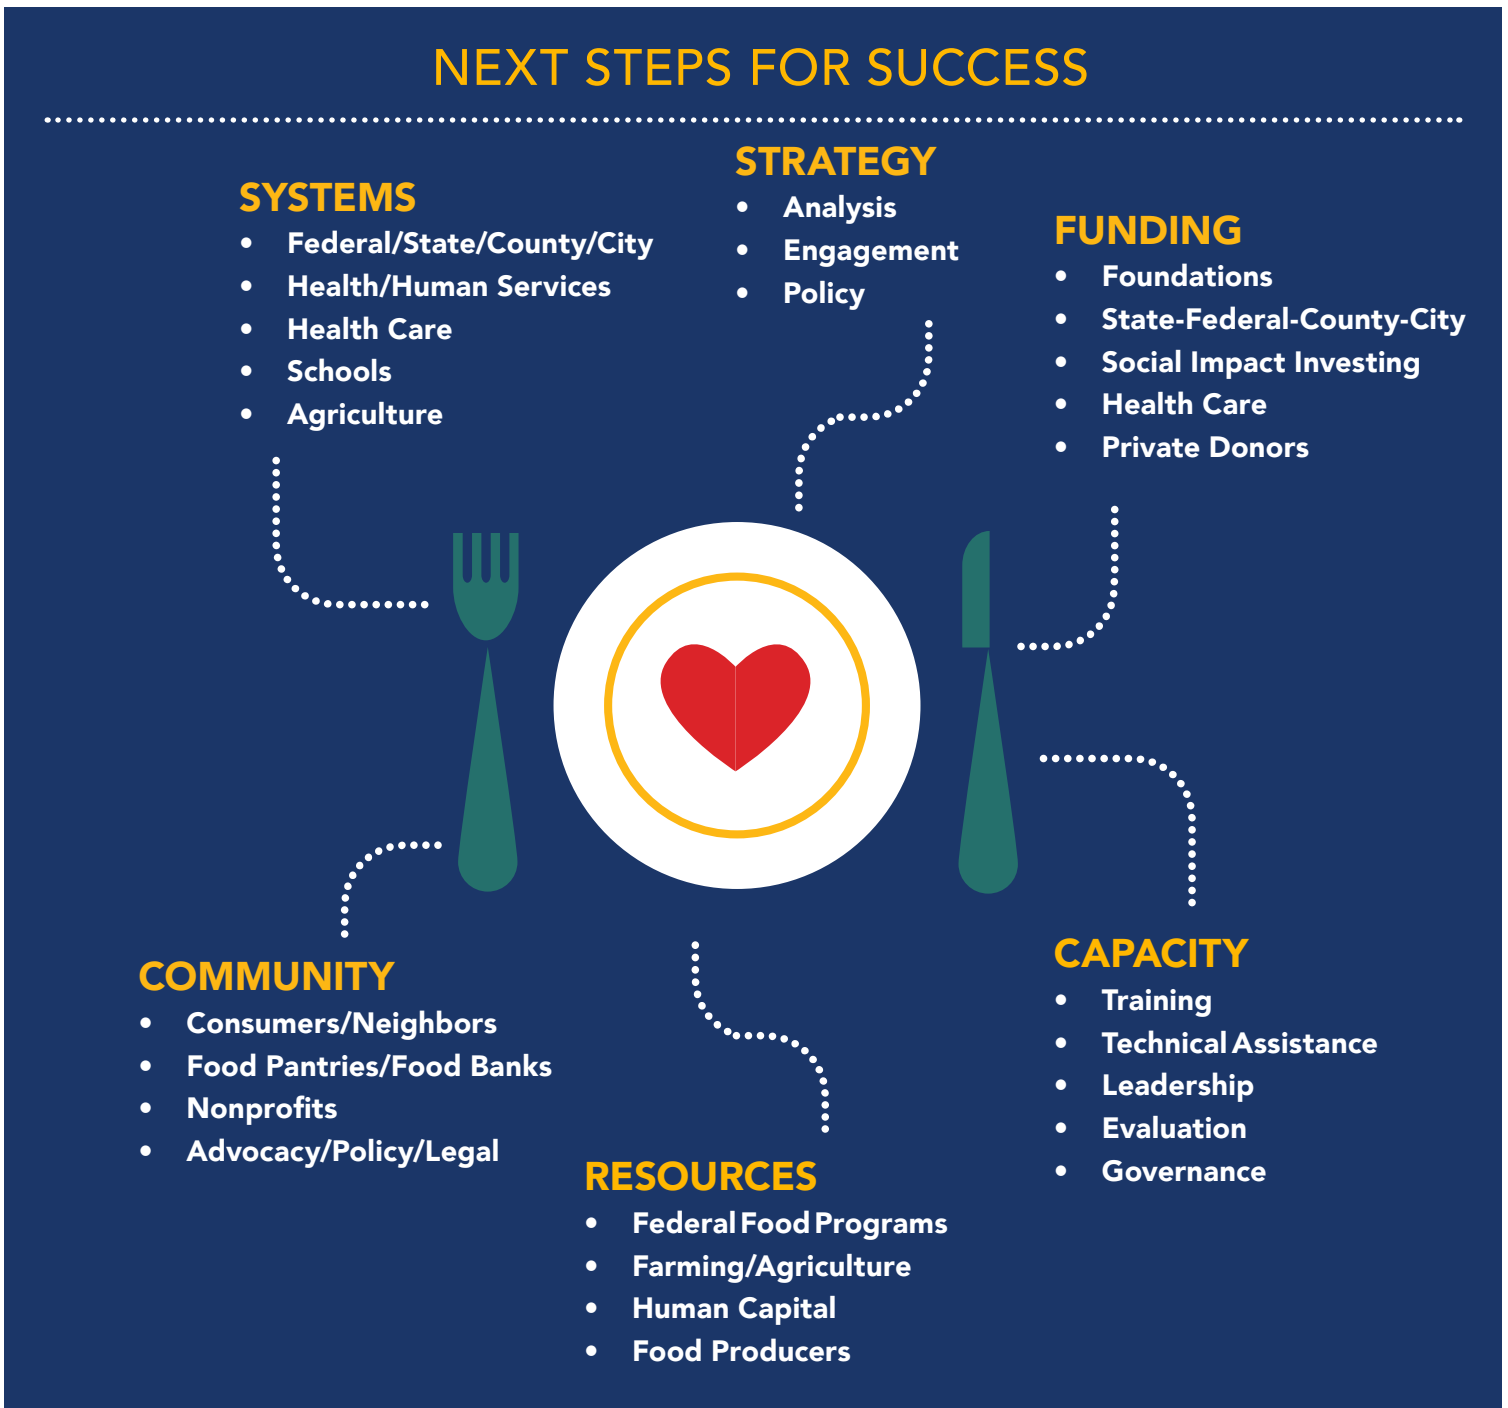 NEXT STEPS FOR SUCCESS
SYSTEMS
• Federal/State/County/City
• Health/Human Services
• Health Care
• Schools
• Agriculture
STRATEGY
• Analysis
• Engagement
• Policy
FUNDING
• Foundations
• State-Federal-County-City
• Social Impact Investing
• Health Care
• Private Donors
COMMUNITY
• Consumers/Neighbors
• Food Pantries/Food Banks
• Nonprofits
• Advocacy/Policy/Legal
RESOURCES
• Federal Food Programs
• Farming/Agriculture
• Human Capital
• Food Producers
CAPACITY
• Training
• Technical Assistance
• Leadership
• Evaluation
• Governance